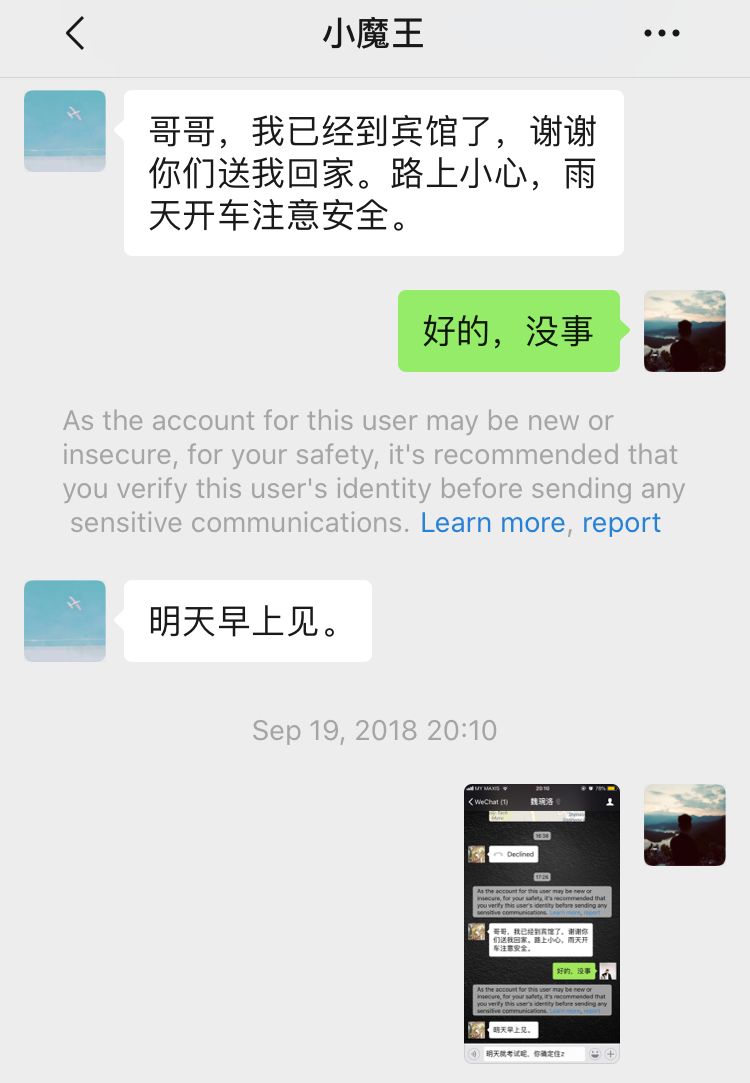 小魔王
哥哥，我已经到宾馆了，谢谢
你们送我回家。路上小心，雨
天开车注意安全。
好的，没事
As the account for this user may be new or
insecure, for your safety, it's recommended that
you verify this user's identity before sending any
sensitive communications. Learn more, report
明天早上见。
Sep 19, 2018 20:10
MY MAXIS
20:10
78%
WeChat (1)
16:38
Declined
17:26
As the account for this user may be new or
insecure, for your safety, it's recommended that
you verify this user's identity before sending any
sensitive communications. Learn more, report
哥哥，我已经到宾馆了，谢谢你
们送我回家。路上小心，雨天开
车注意安全。
好的，没事
As the account for this user may be new or
insecure, for your safety, it's recommended that
you verify this user's identity before sending any
sensitive communications. Learn more, report
明天早上见。
明天就考试呢，你确定住z